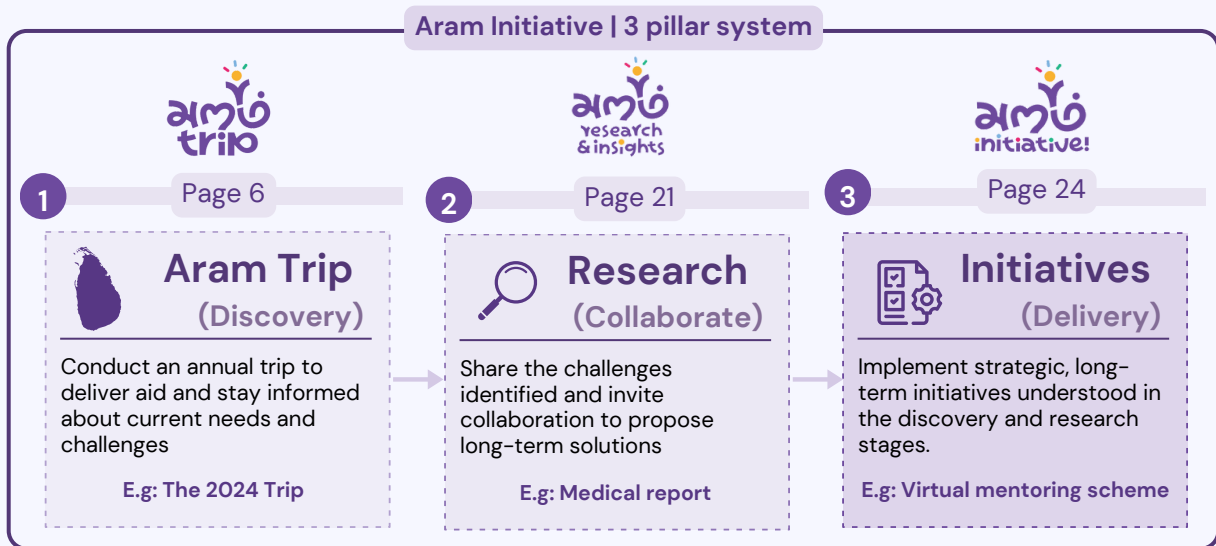 Aram Initiative | 3 pillar system
அறம்
trip
அறம்
research
& insights
அறம்
initiative!
1
Page 6
2
Page 21
3
Page 24
Aram Trip
(Discovery)
Conduct an annual trip to
deliver aid and stay informed
about current needs and
challenges
E.g: The 2024 Trip
Research
(Collaborate)
Share the challenges
identified and invite
collaboration to propose
long-term solutions
E.g: Medical report
Initiatives
(Delivery)
Implement strategic, long-
term initiatives understood in
the discovery and research
stages.
E.g: Virtual mentoring scheme